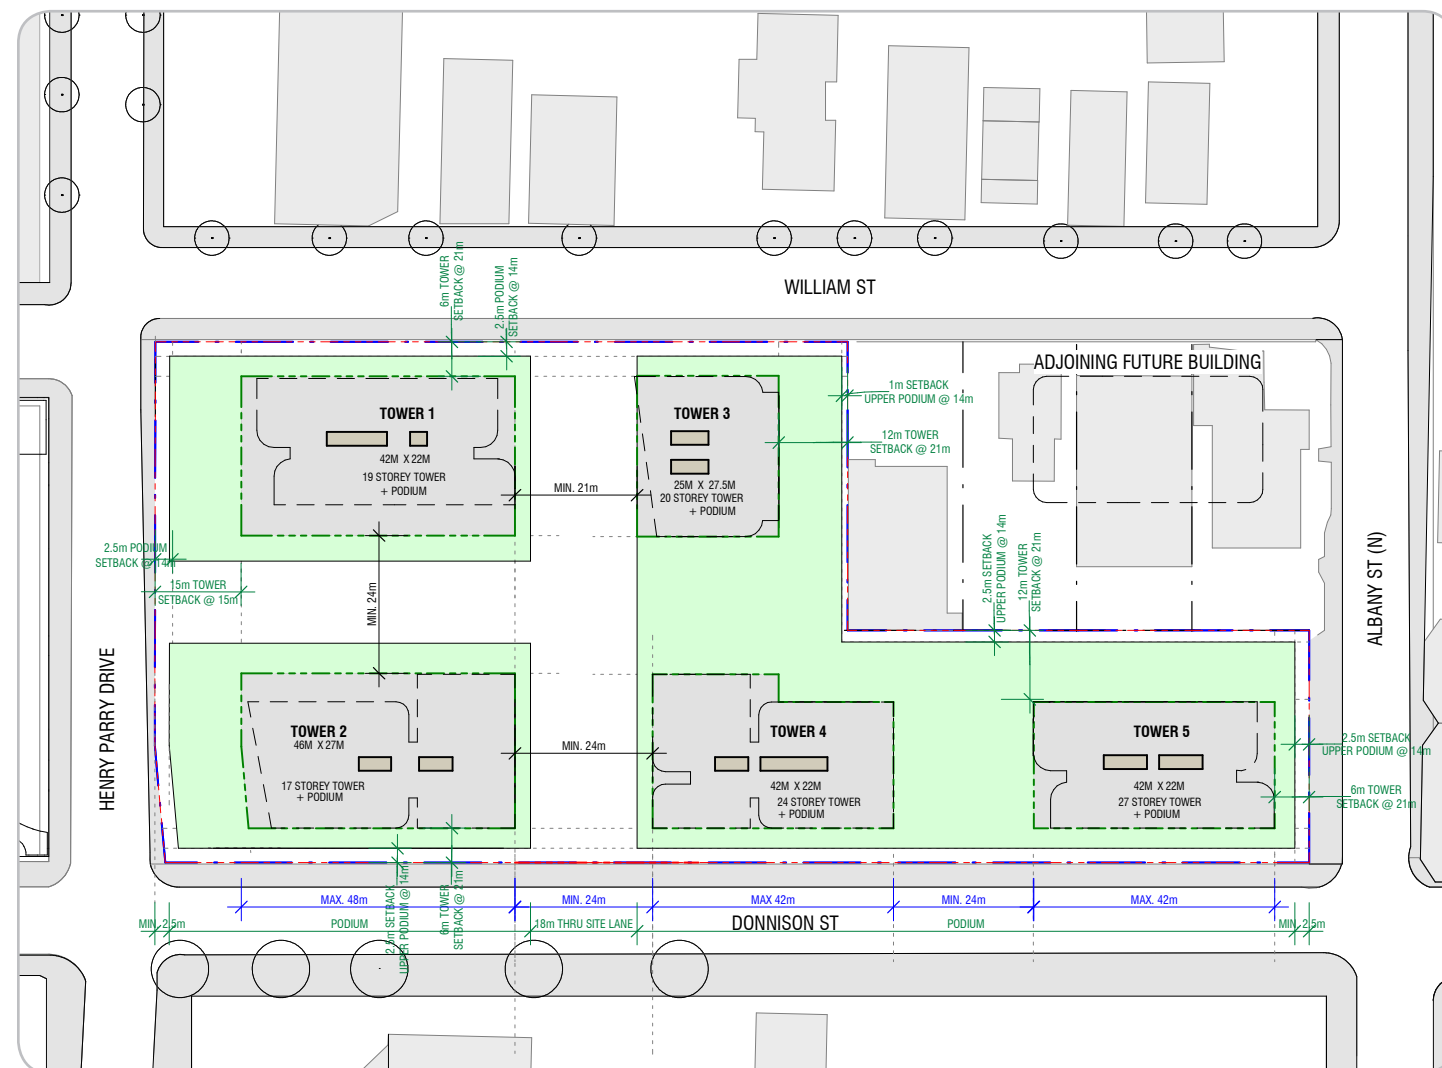 6m TOWER
SETBACK @ 21m
2.5m PODIUM
SETBACK @ 14m
WILLIAM ST
ADJOINING FUTURE BUILDING
1m SETBACK
UPPER PODIUM @ 14m
12m TOWER
SETBACK @ 21m
TOWER 1
42M X 22M
19 STOREY TOWER
+ PODIUM
TOWER 3
25M X 27.5M
20 STOREY TOWER
+ PODIUM
MIN. 21m
2.5m PODIUM
SETBACK @ 14m
15m TOWER
SETBACK @ 15m
MIN. 24m
2.5m SETBACK
UPPER PODIUM @ 14m
12m TOWER
SETBACK @ 21m
ALBANY ST (N)
HENRY PARRY DRIVE
TOWER 2
46M X 27M
17 STOREY TOWER
+ PODIUM
MIN. 24m
TOWER 4
42M X 22M
24 STOREY TOWER
+ PODIUM
TOWER 5
42M X 22M
27 STOREY TOWER
+ PODIUM
2.5m SETBACK
UPPER PODIUM @ 14m
6m TOWER
SETBACK @ 21m
2.5m SETBACK
UPPER PODIUM @ 14m
6m TOWER
SETBACK @ 21m
MAX. 48m
MIN. 24m
MAX 42m
MIN. 24m
MAX. 42m
MIN. 2.5m
PODIUM
18m THRU SITE LANE
DONNISON ST
PODIUM
MIN. 2.5m